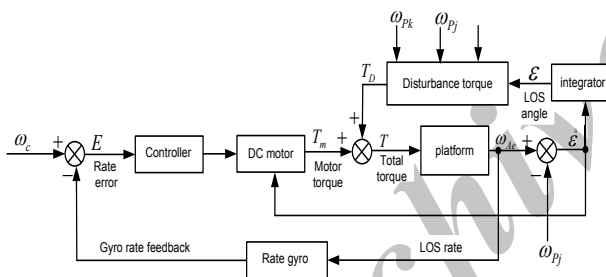 ω_Pk ω_Pj
T_D Disturbance torque ε integrator
LOS angle
+
ω_c + E Controller DC motor T_m + T platform ω_Ae + ε̇
− Rate error Motor torque Total torque −
Gyro rate feedback Rate gyro LOS rate ω_Pj